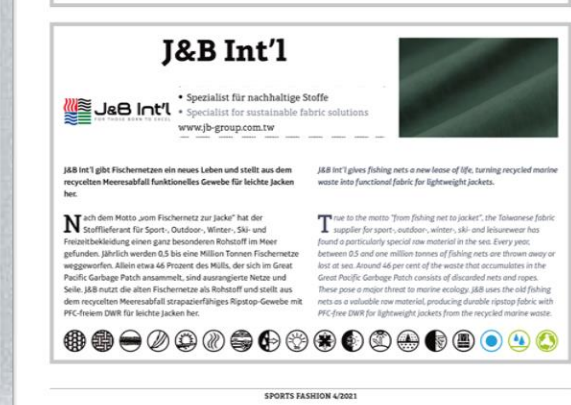 J&B Int'l
J&B Int'l
FOR THOSE BORN TO EXCEL
• Spezialist für nachhaltige Stoffe
• Specialist for sustainable fabric solutions
www.jb-group.com.tw
J&B Int'l gibt Fischernetzen ein neues Leben und stellt aus dem
recycelten Meeresabfall funktionelles Gewebe für leichte Jacken
her.
Nach dem Motto „vom Fischernetz zur Jacke" hat der
Stofflieferant für Sport-, Outdoor-, Winter-, Ski- und
Freizeitbekleidung einen ganz besonderen Rohstoff im Meer
gefunden. Jährlich werden 0,5 bis eine Million Tonnen Fischernetze
weggeworfen. Allein etwa 46 Prozent des Mülls, der sich im Great
Pacific Garbage Patch ansammelt, sind ausrangierte Netze und
Seile. J&B nutzt die alten Fischernetze als Rohstoff und stellt aus
dem recycelten Meeresabfall strapazierfähiges Ripstop-Gewebe mit
PFC-freiem DWR für leichte Jacken her.
J&B Int'l gives fishing nets a new lease of life, turning recycled marine
waste into functional fabric for lightweight jackets.
True to the motto "from fishing net to jacket", the Taiwanese fabric
supplier for sport-, outdoor-, winter-, ski- and leisurewear has
found a particularly special raw material in the sea. Every year,
between 0.5 and one million tonnes of fishing nets are thrown away or
lost at sea. Around 46 per cent of the waste that accumulates in the
Great Pacific Garbage Patch consists of discarded nets and ropes.
These pose a major threat to marine ecology. J&B uses the old fishing
nets as a valuable raw material, producing durable ripstop fabric with
PFC-free DWR for lightweight jackets from the recycled marine waste.
SPORTS FASHION 4/2021